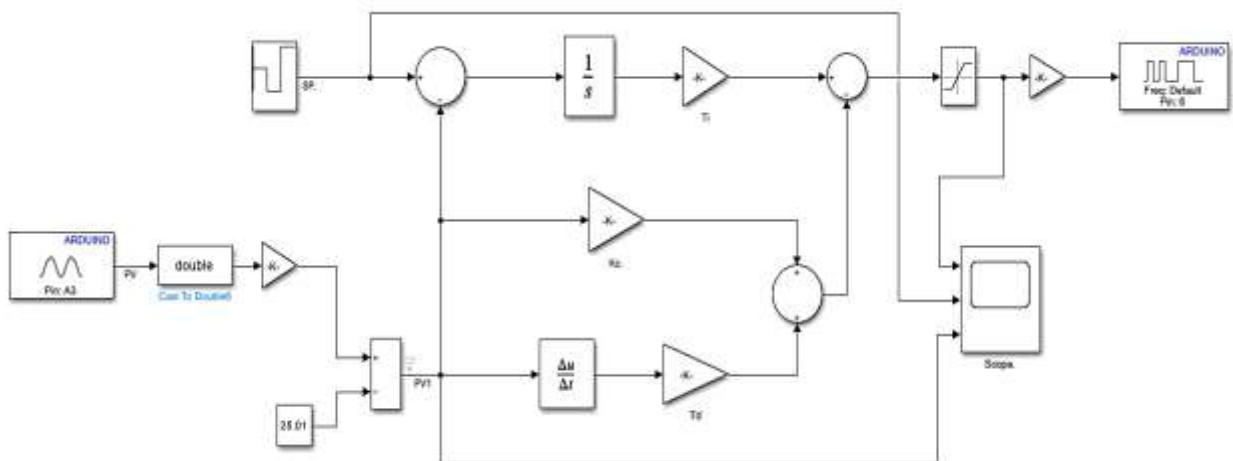 SP.
1
s
-K-
Ti
ARDUINO
Freq: Default
Pin: 6
-K-
-K-
Kc
ARDUINO
Pin: A3
PV
double
Cast To Double5
-K-
PV1
25.01
Δu
Δt
-K-
Td
Scope.